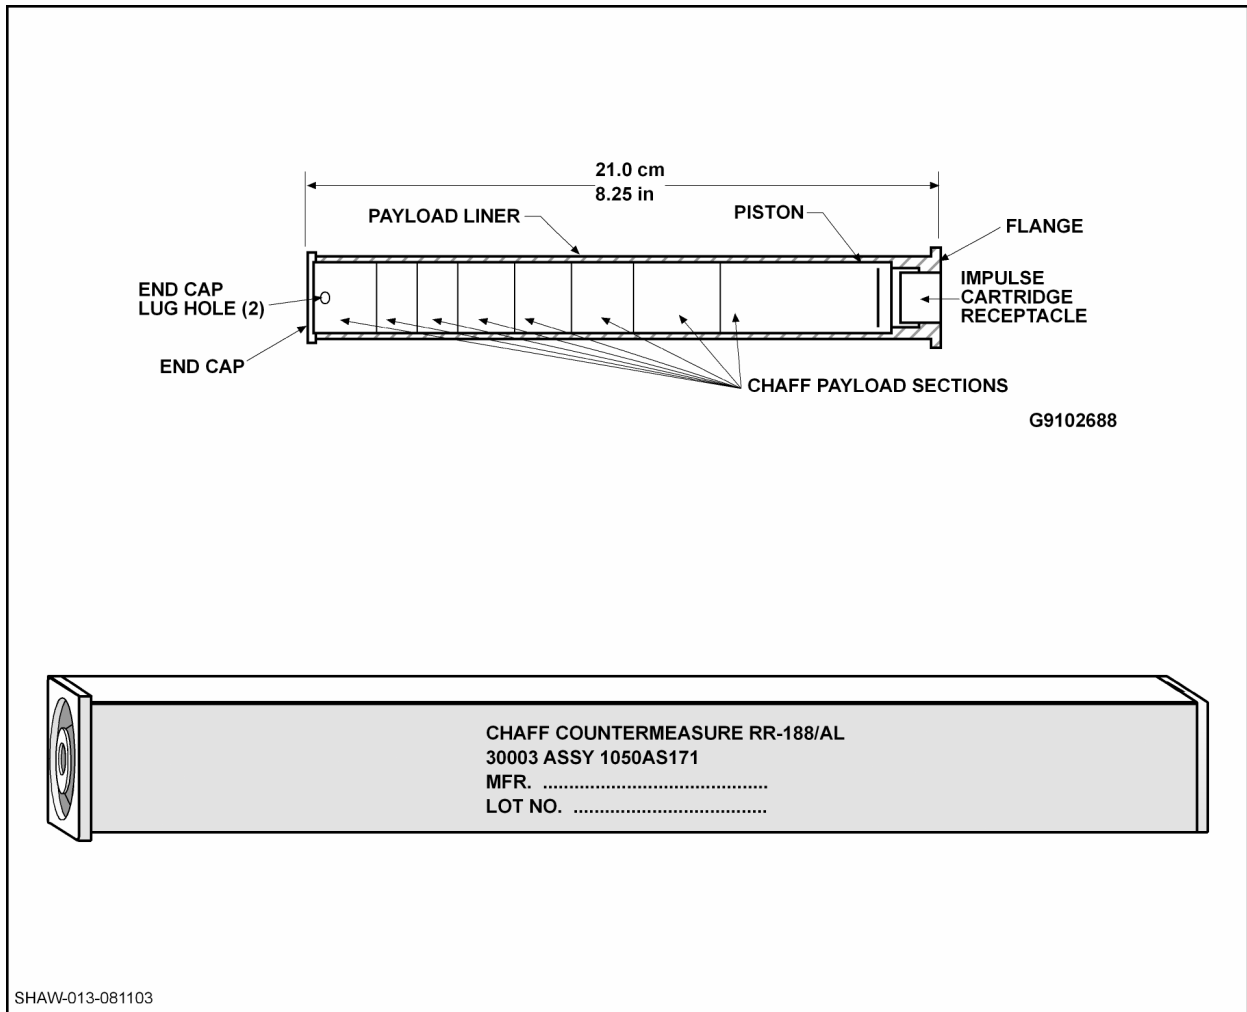 21.0 cm
8.25 in
PAYLOAD LINER
PISTON
FLANGE
END CAP
LUG HOLE (2)
IMPULSE
CARTRIDGE
RECEPTACLE
END CAP
CHAFF PAYLOAD SECTIONS
G9102688
CHAFF COUNTERMEASURE RR-188/AL
30003 ASSY 1050AS171
MFR. ...........................................
LOT NO. .....................................
SHAW-013-081103